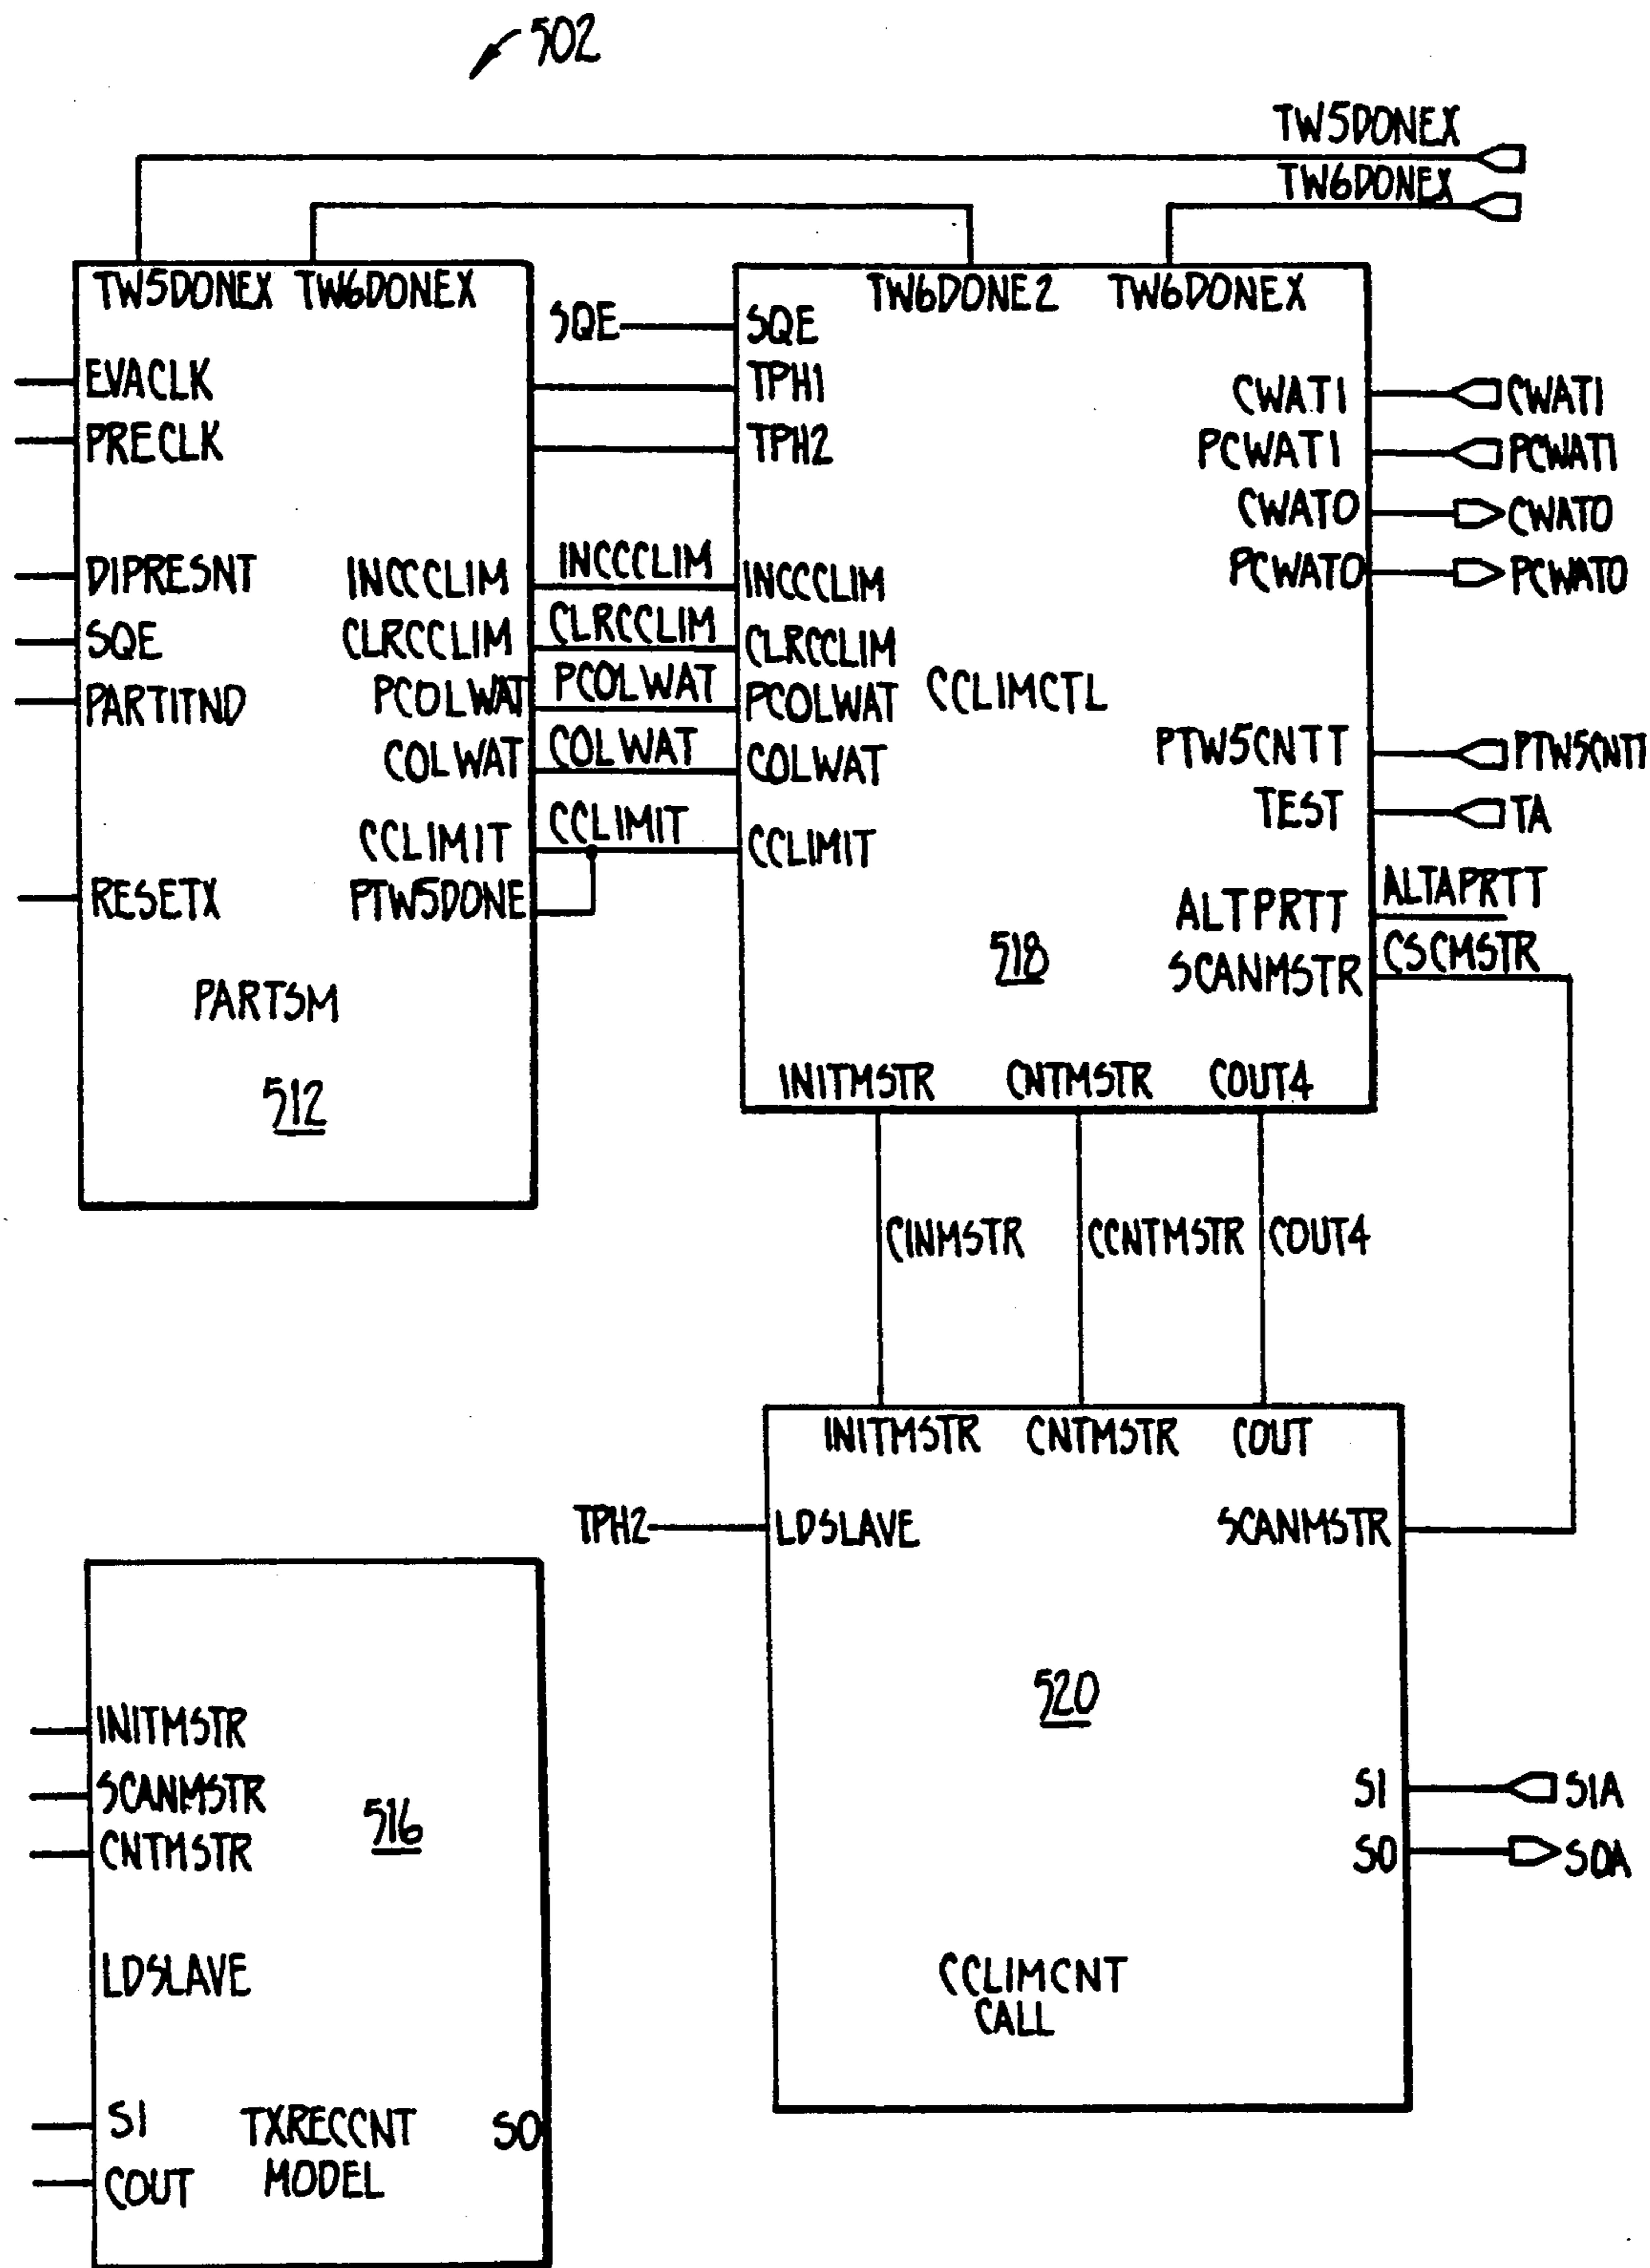 502
TW5DONEX
TW6DONEX
TW5DONEX TW6DONEX
EVACLK
PRECLK
DIPRESNT
SQE
PARTITND
RESETX
INCCCLIM
CLRCCLIM
PCOLWAT
COLWAT
CCLIMIT
PTW5DONE
PARTSM
512
SQE
INCCCLIM
CLRCCLIM
PCOLWAT
COLWAT
CCLIMIT
TW6DONE2 TW6DONEX
SQE
TPH1
TPH2
INCCCLIM
CLRCCLIM
PCOLWAT
COLWAT
CCLIMIT
CCLIMCTL
518
CWATI
PCWATI
CWATO
PCWATO
PTW5CNTT
TEST
ALTPRTT
SCANMSTR
INITMSTR CNTMSTR COUT4
CWATI
PCWATI
CWATO
PCWATO
PTW5CNTT
TA
ALTAPRTT
CSCMSTR
CINMSTR CCNTMSTR COUT4
INITMSTR CNTMSTR COUT
TPH2
LDSLAVE
SCANMSTR
520
SI
SO
SIA
SOA
CCLIMCNT
CALL
INITMSTR
SCANMSTR
CNTMSTR
516
LDSLAVE
SI
COUT
TXRECCNT
MODEL
SO